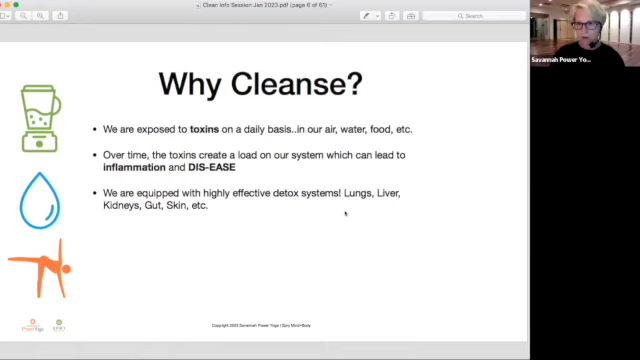 Clean Info Session Jan 2023.pdf (page 6 of 61)
Search
Savannah Power Yo...
Why Cleanse?
• We are exposed to toxins on a daily basis..in our air, water, food, etc.
• Over time, the toxins create a load on our system which can lead to
inflammation and DIS-EASE
• We are equipped with highly effective detox systems! Lungs, Liver,
Kidneys, Gut, Skin, etc.
PowerYoga
SPRY
Copyright 2023 Savannah Power Yoga | Spry Mind+Body